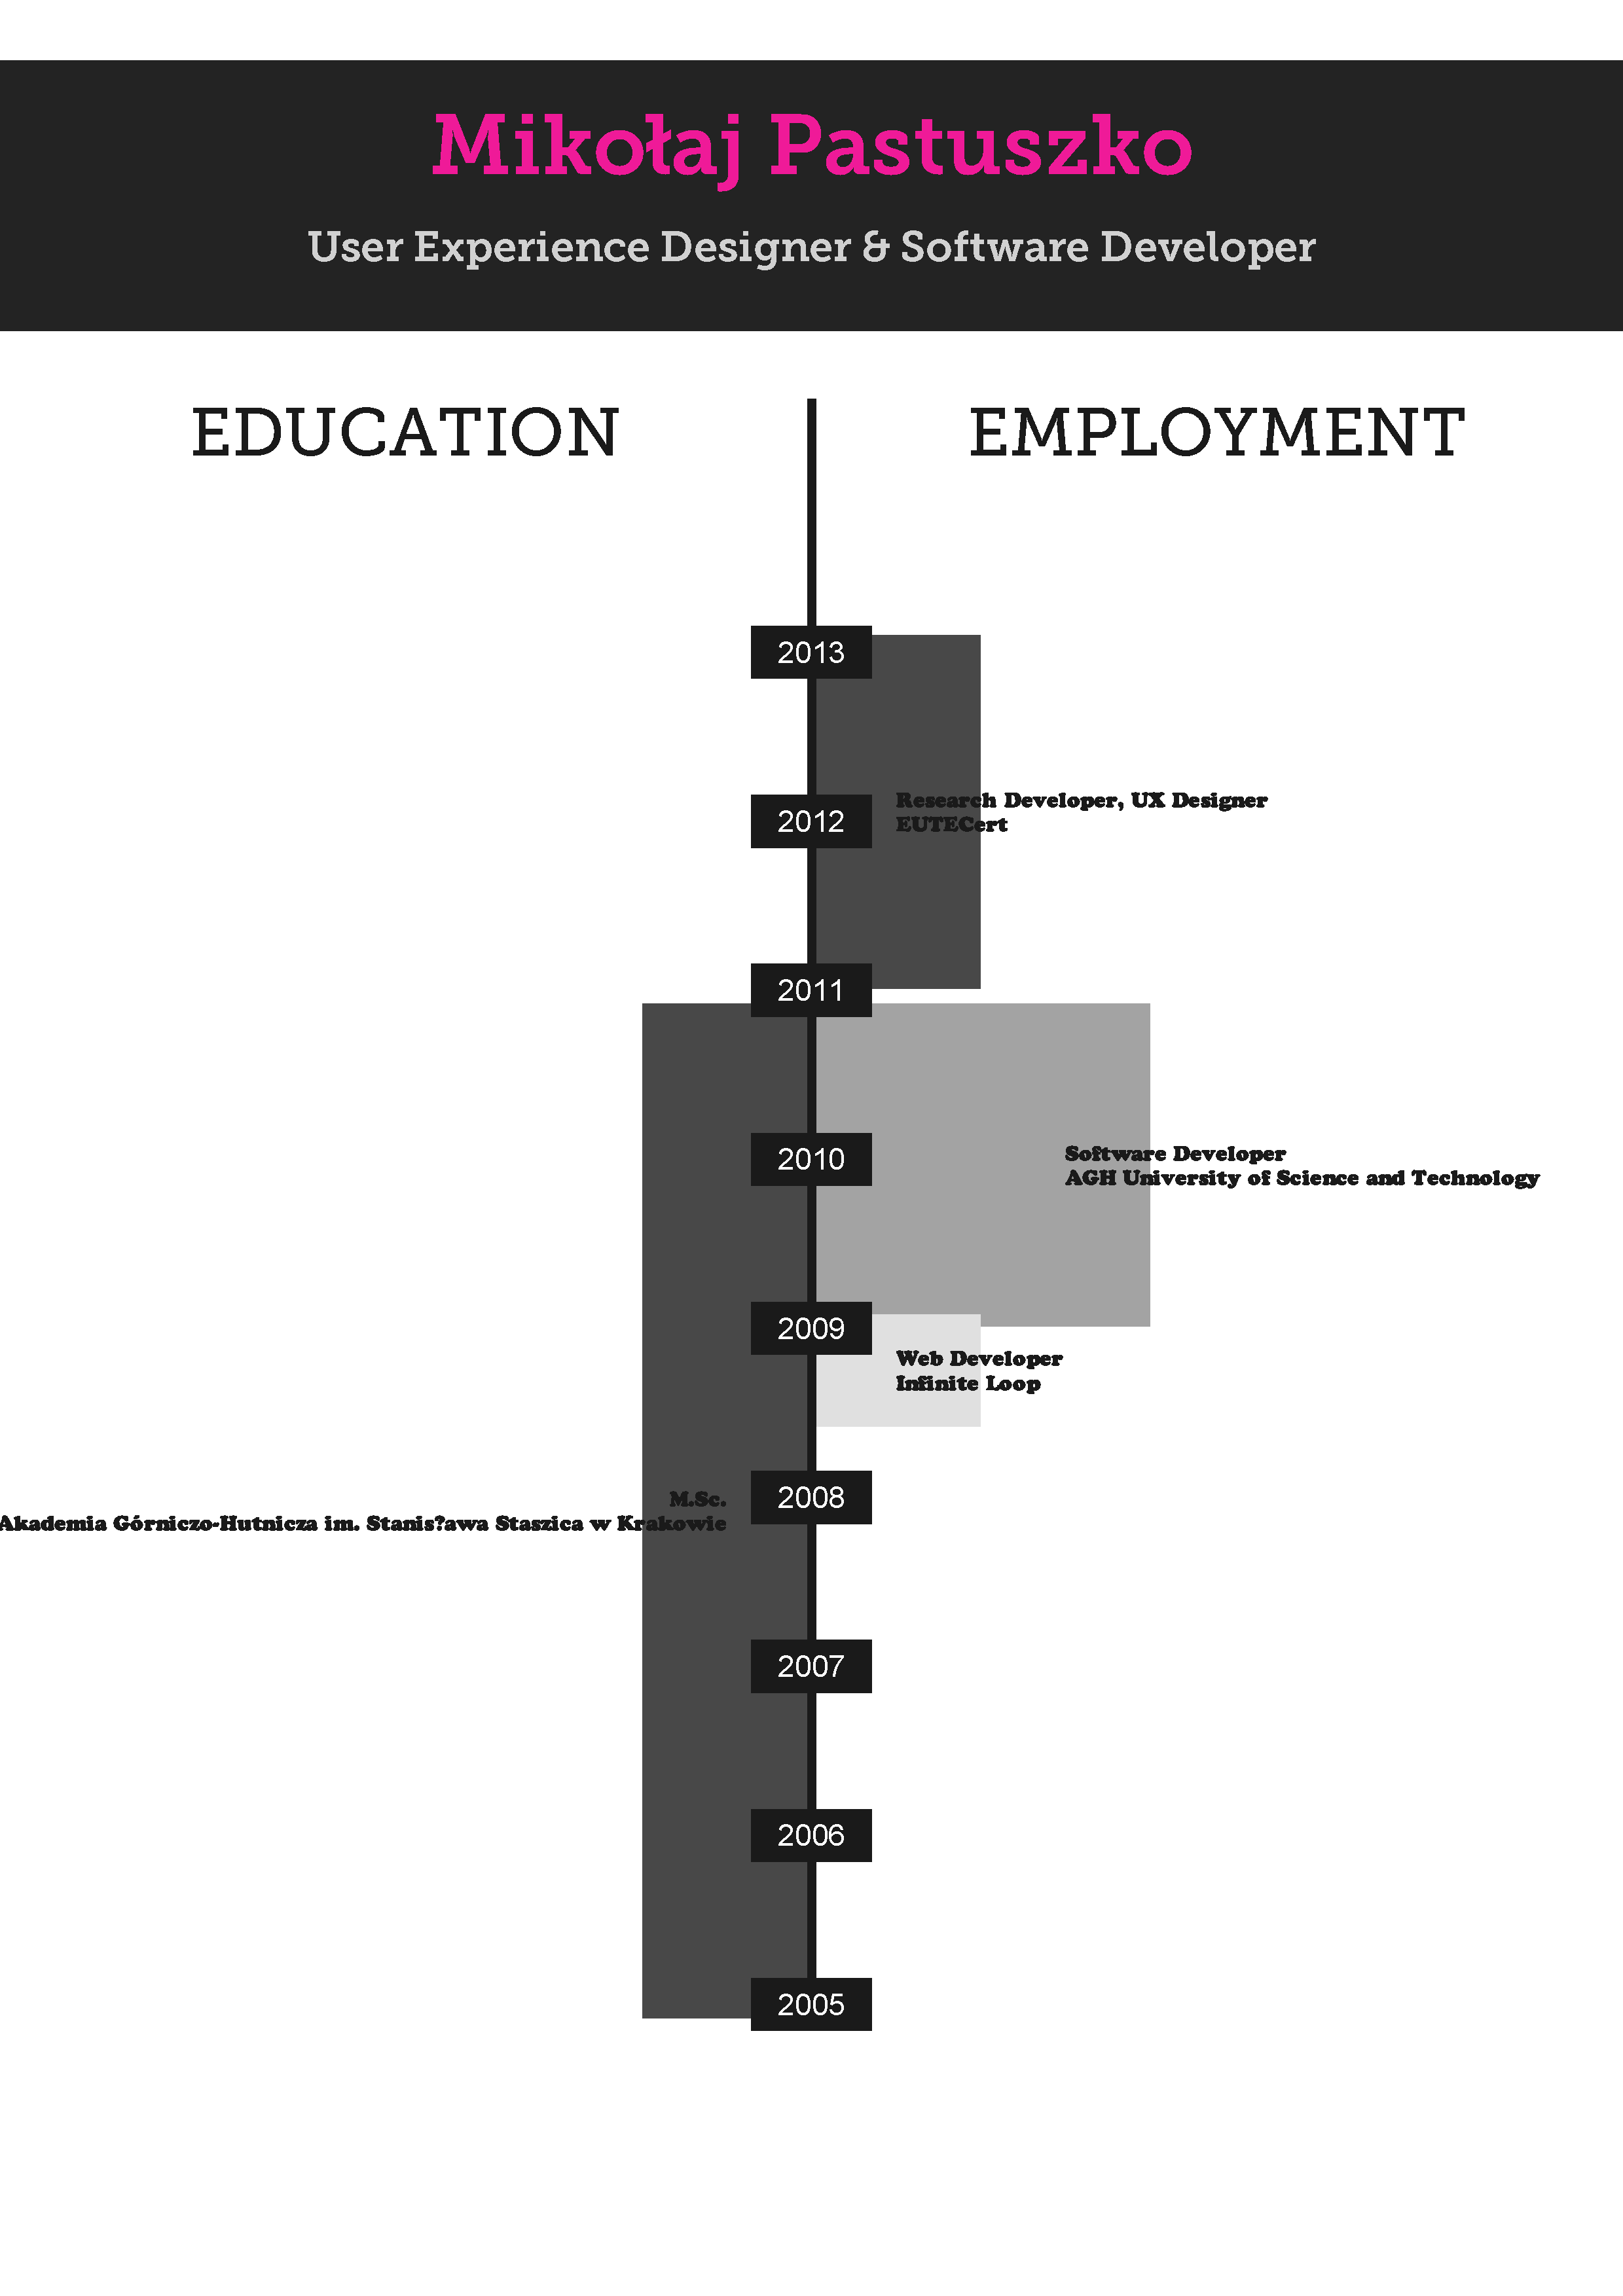 Mikołaj Pastuszko
User Experience Designer & Software Developer
EDUCATION
EMPLOYMENT
2013
Research Developer, UX Designer
EUTECert
2012
2011
Software Developer
AGH University of Science and Technology
2010
2009
Web Developer
Infinite Loop
M.Sc.
Akademia Górniczo-Hutnicza im. Stanis?awa Staszica w Krakowie
2008
2007
2006
2005